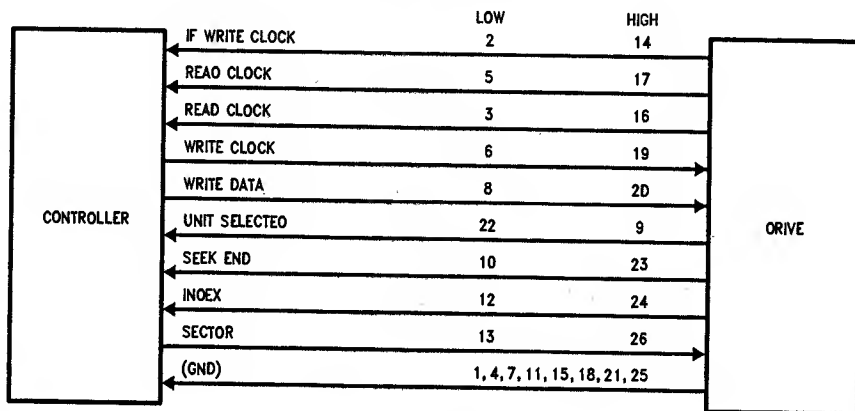 LOW HIGH
IF WRITE CLOCK 2 14
REAO CLOCK 5 17
READ CLOCK 3 16
WRITE CLOCK 6 19
WRITE DATA 8 2D
CONTROLLER UNIT SELECTEO 22 9 ORIVE
SEEK END 10 23
INOEX 12 24
SECTOR 13 26
(GND) 1, 4, 7, 11, 15, 18, 21, 25